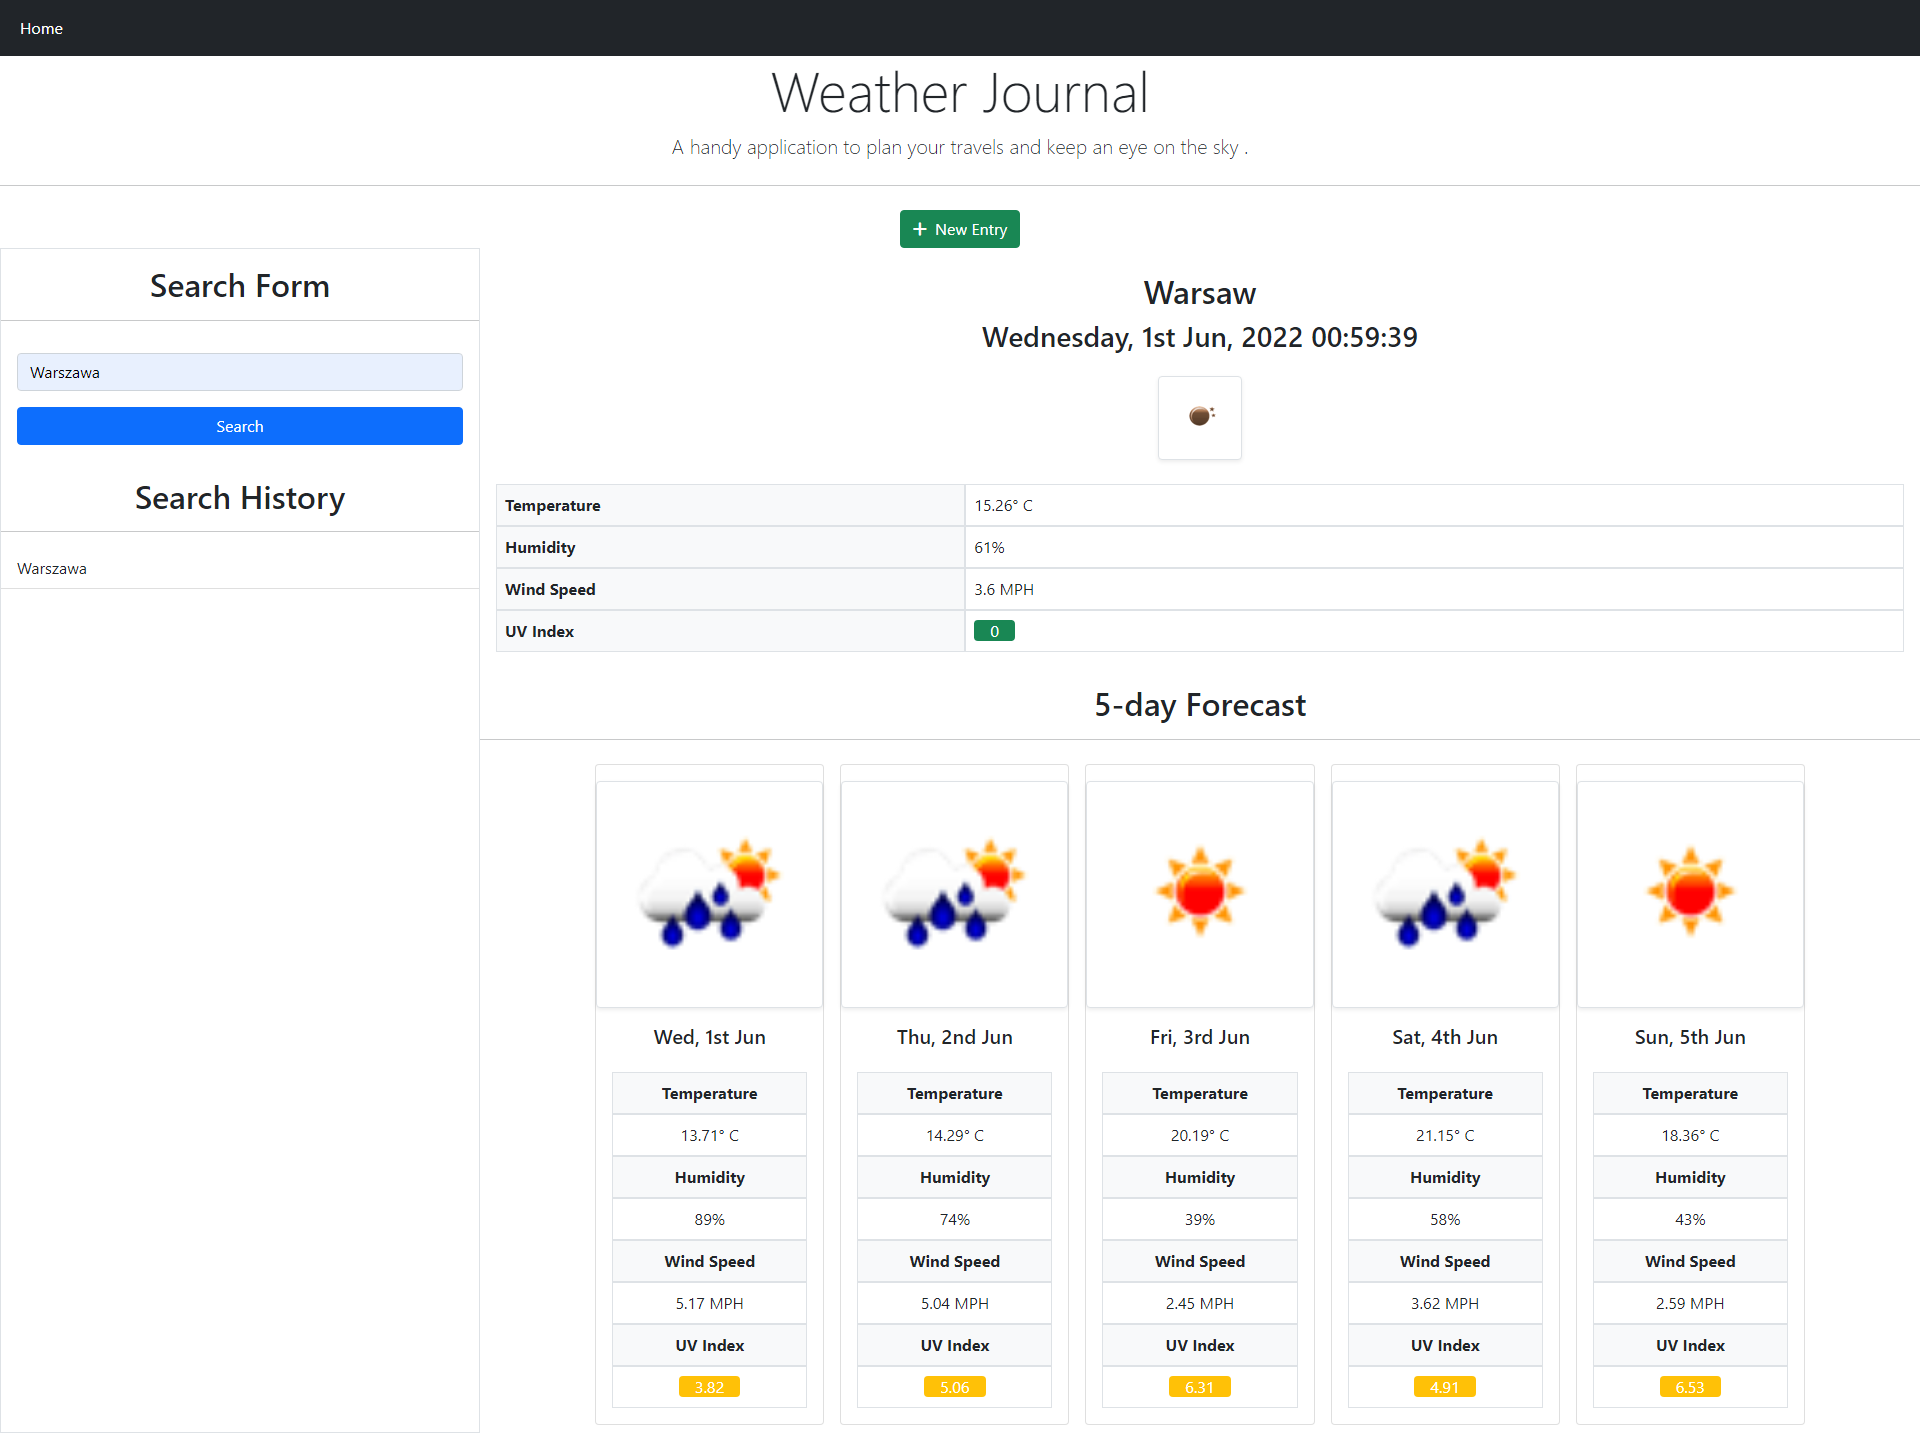 Home
Weather Journal
A handy application to plan your travels and keep an eye on the sky .
+ New Entry
Search Form
Warszawa
Search
Search History
Warszawa
Warsaw
Wednesday, 1st Jun, 2022 00:59:39
Temperature 15.26° C
Humidity 61%
Wind Speed 3.6 MPH
UV Index 0
5-day Forecast
Wed, 1st Jun
Temperature
13.71° C
Humidity
89%
Wind Speed
5.17 MPH
UV Index
3.82
Thu, 2nd Jun
Temperature
14.29° C
Humidity
74%
Wind Speed
5.04 MPH
UV Index
5.06
Fri, 3rd Jun
Temperature
20.19° C
Humidity
39%
Wind Speed
2.45 MPH
UV Index
6.31
Sat, 4th Jun
Temperature
21.15° C
Humidity
58%
Wind Speed
3.62 MPH
UV Index
4.91
Sun, 5th Jun
Temperature
18.36° C
Humidity
43%
Wind Speed
2.59 MPH
UV Index
6.53